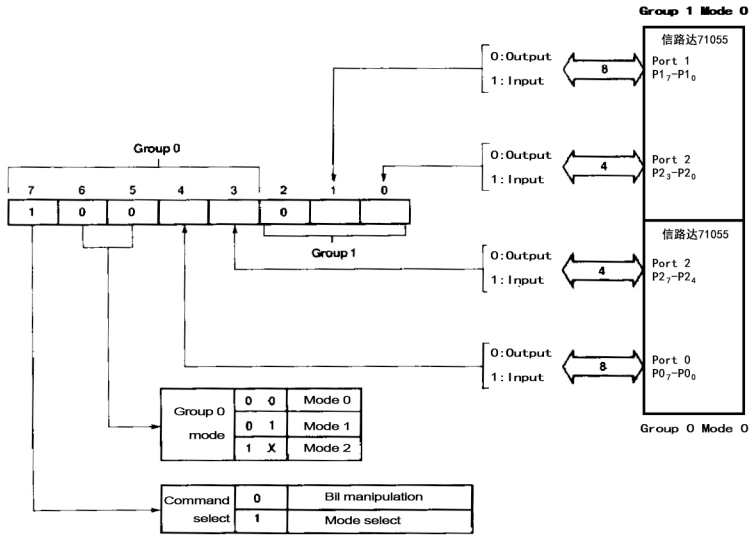 Group 1 Mode 0
信路达71055
0:Output
1:Input
8
Port 1
P1₇-P1₀
Group 0
0:Output
1:Input
4
Port 2
P2₃-P2₀
7 6 5 4 3 2 1 0
1 0 0 0
信路达71055
Group 1
0:Output
1:Input
4
Port 2
P2₇-P2₄
0:Output
1:Input
8
Port 0
P0₇-P0₀
Group 0 mode
0 0 Mode 0
0 1 Mode 1
1 X Mode 2
Group 0 Mode 0
Command select
0 Bil manipulation
1 Mode select